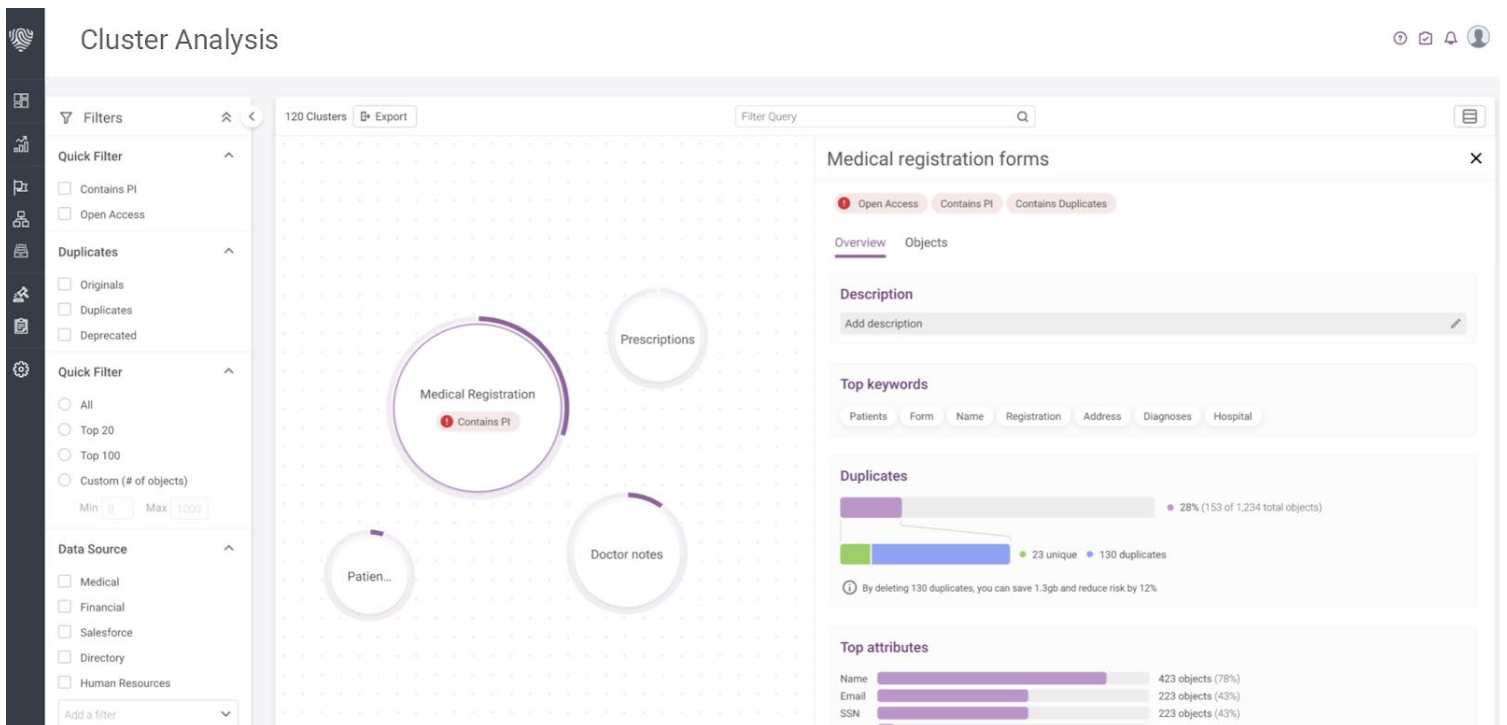 Cluster Analysis
Filters
Quick Filter
Contains PI
Open Access
Duplicates
Originals
Duplicates
Deprecated
Quick Filter
All
Top 20
Top 100
Custom (# of objects)
Min 0 Max 1000
Data Source
Medical
Financial
Salesforce
Directory
Human Resources
Add a filter
120 Clusters Export
Filter Query
Prescriptions
Medical Registration
Contains PI
Doctor notes
Patien...
Medical registration forms
Open Access Contains PI Contains Duplicates
Overview Objects
Description
Add description
Top keywords
Patients Form Name Registration Address Diagnoses Hospital
Duplicates
28% (153 of 1,234 total objects)
23 unique 130 duplicates
By deleting 130 duplicates, you can save 1.3gb and reduce risk by 12%
Top attributes
Name 423 objects (78%)
Email 223 objects (43%)
SSN 223 objects (43%)